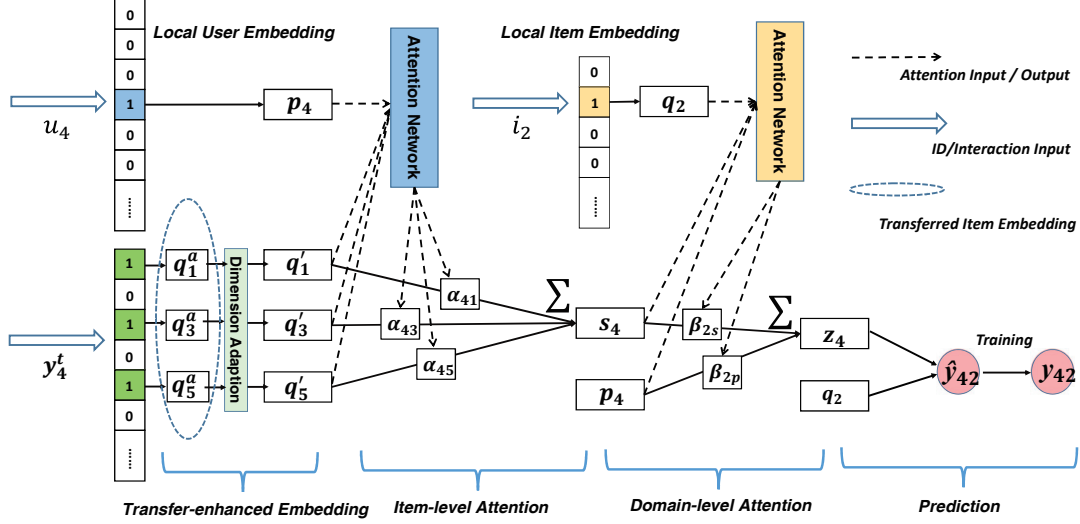 0
0
0
1
0
0
......
u₄
Local User Embedding
p₄
Attention Network
Local Item Embedding
0
1
0
0
......
i₂
q₂
Attention Network
Attention Input / Output
ID/Interaction Input
Transferred Item Embedding
1
0
1
0
1
0
......
y₄ᵗ
q₁ᵃ
q₃ᵃ
q₅ᵃ
Dimension Adaption
q₁′
q₃′
q₅′
α₄₁
α₄₃
α₄₅
∑
s₄
p₄
β₂ₛ
β₂ₚ
∑
z₄
q₂
Training
ŷ₄₂
y₄₂
Transfer-enhanced Embedding
Item-level Attention
Domain-level Attention
Prediction